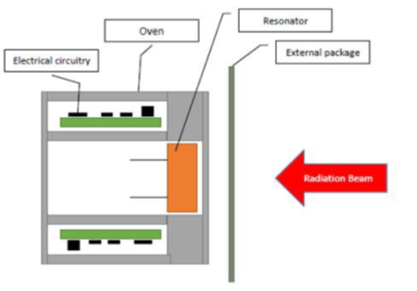 Resonator
Oven
External package
Electrical circuitry
Radiation Beam